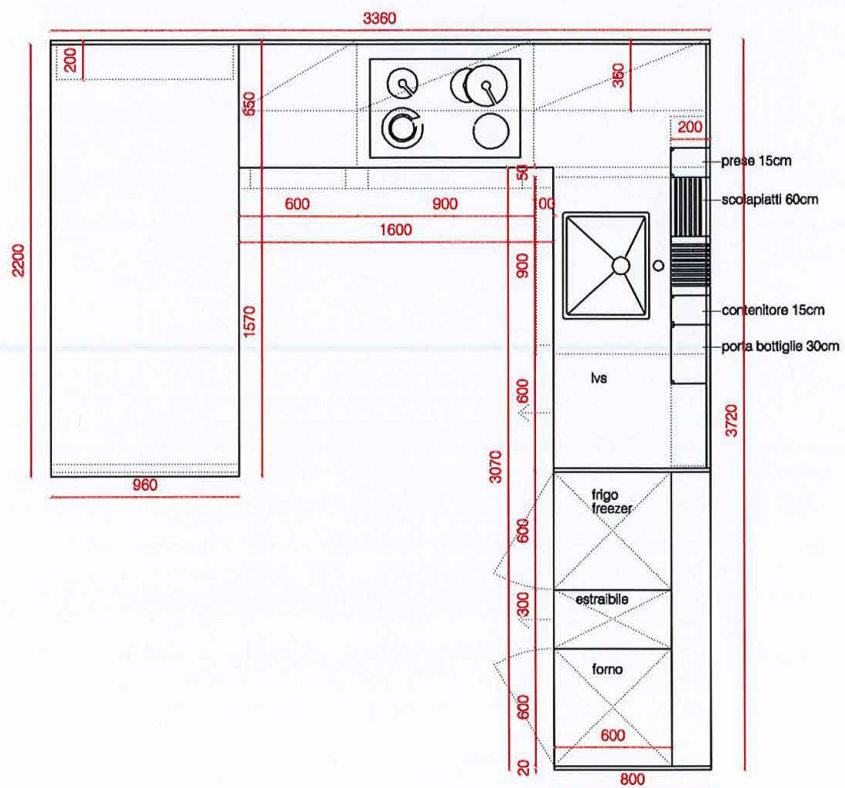 3360
200
650
360
200
prese 15cm
50
scolapiatti 60cm
600
900
100
1600
2200
900
1570
contenitore 15cm
porta bottiglie 30cm
lvs
600
3720
3070
960
frigo
freezer
600
estraibile
300
forno
600
600
20
800